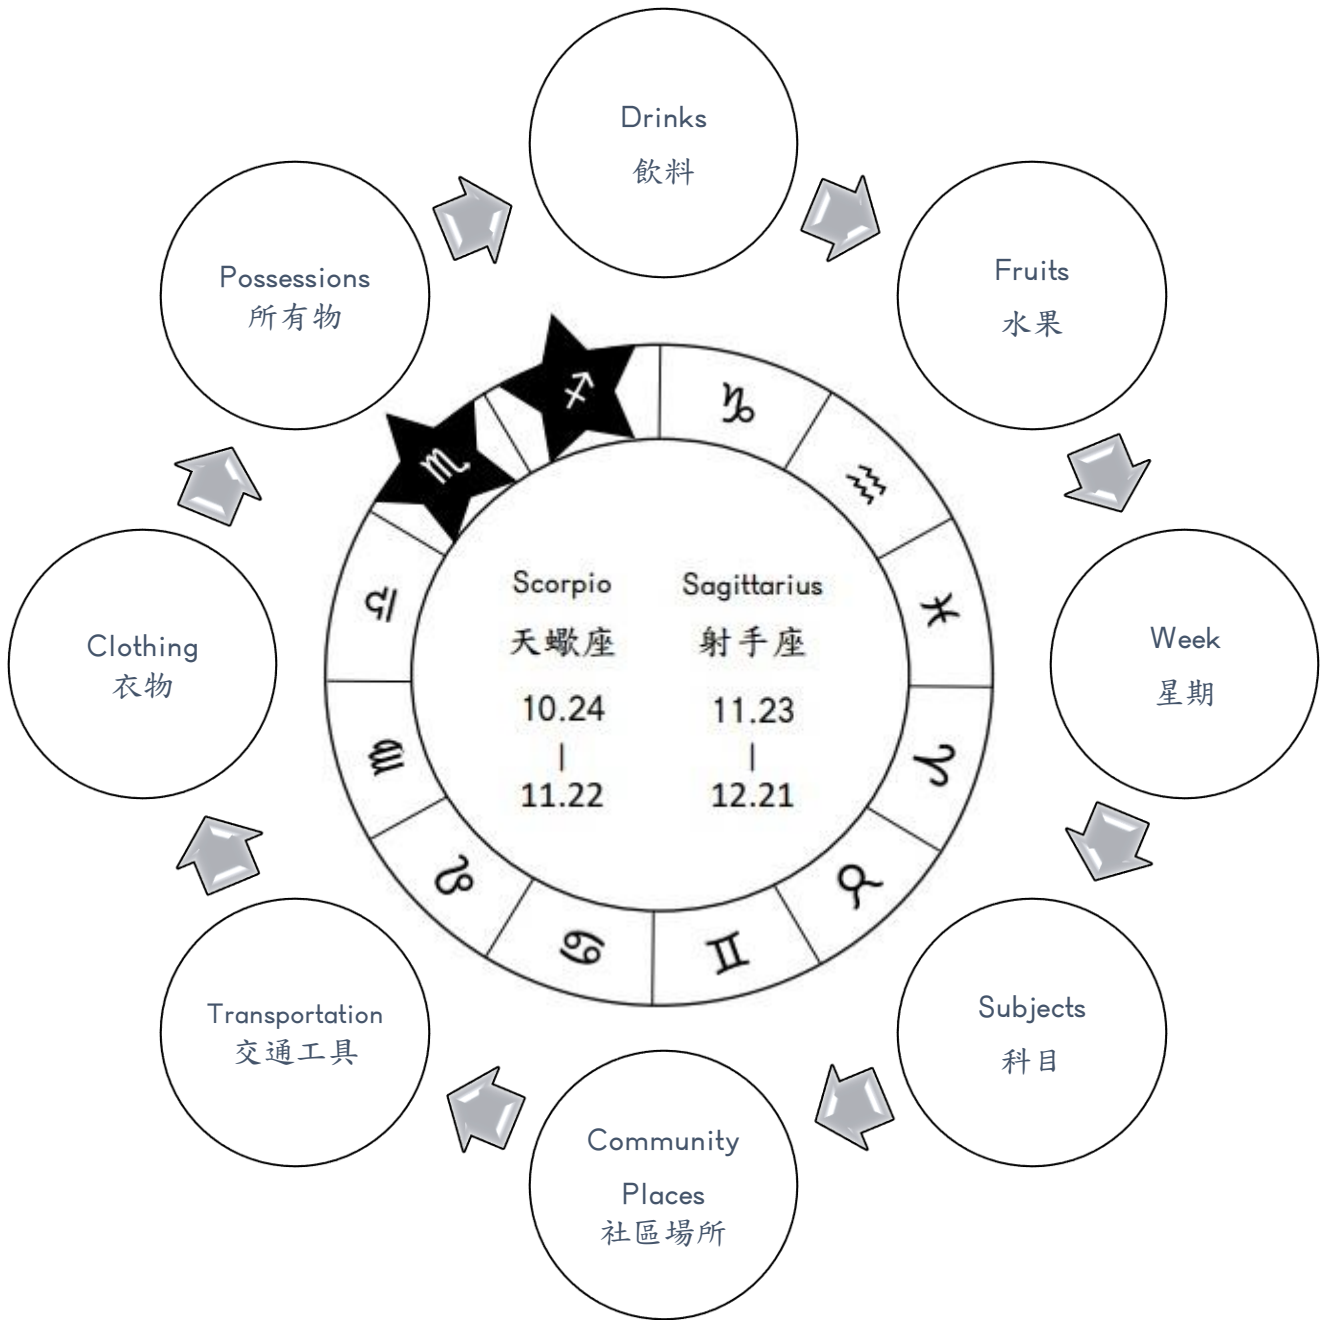 Drinks
飲料
Fruits
水果
Week
星期
Subjects
科目
Community
Places
社區場所
Transportation
交通工具
Clothing
衣物
Possessions
所有物
♐
♑
♒
♓
♈
♉
♊
♋
♌
♍
♎
♏
Scorpio
天蠍座
10.24
|
11.22
Sagittarius
射手座
11.23
|
12.21